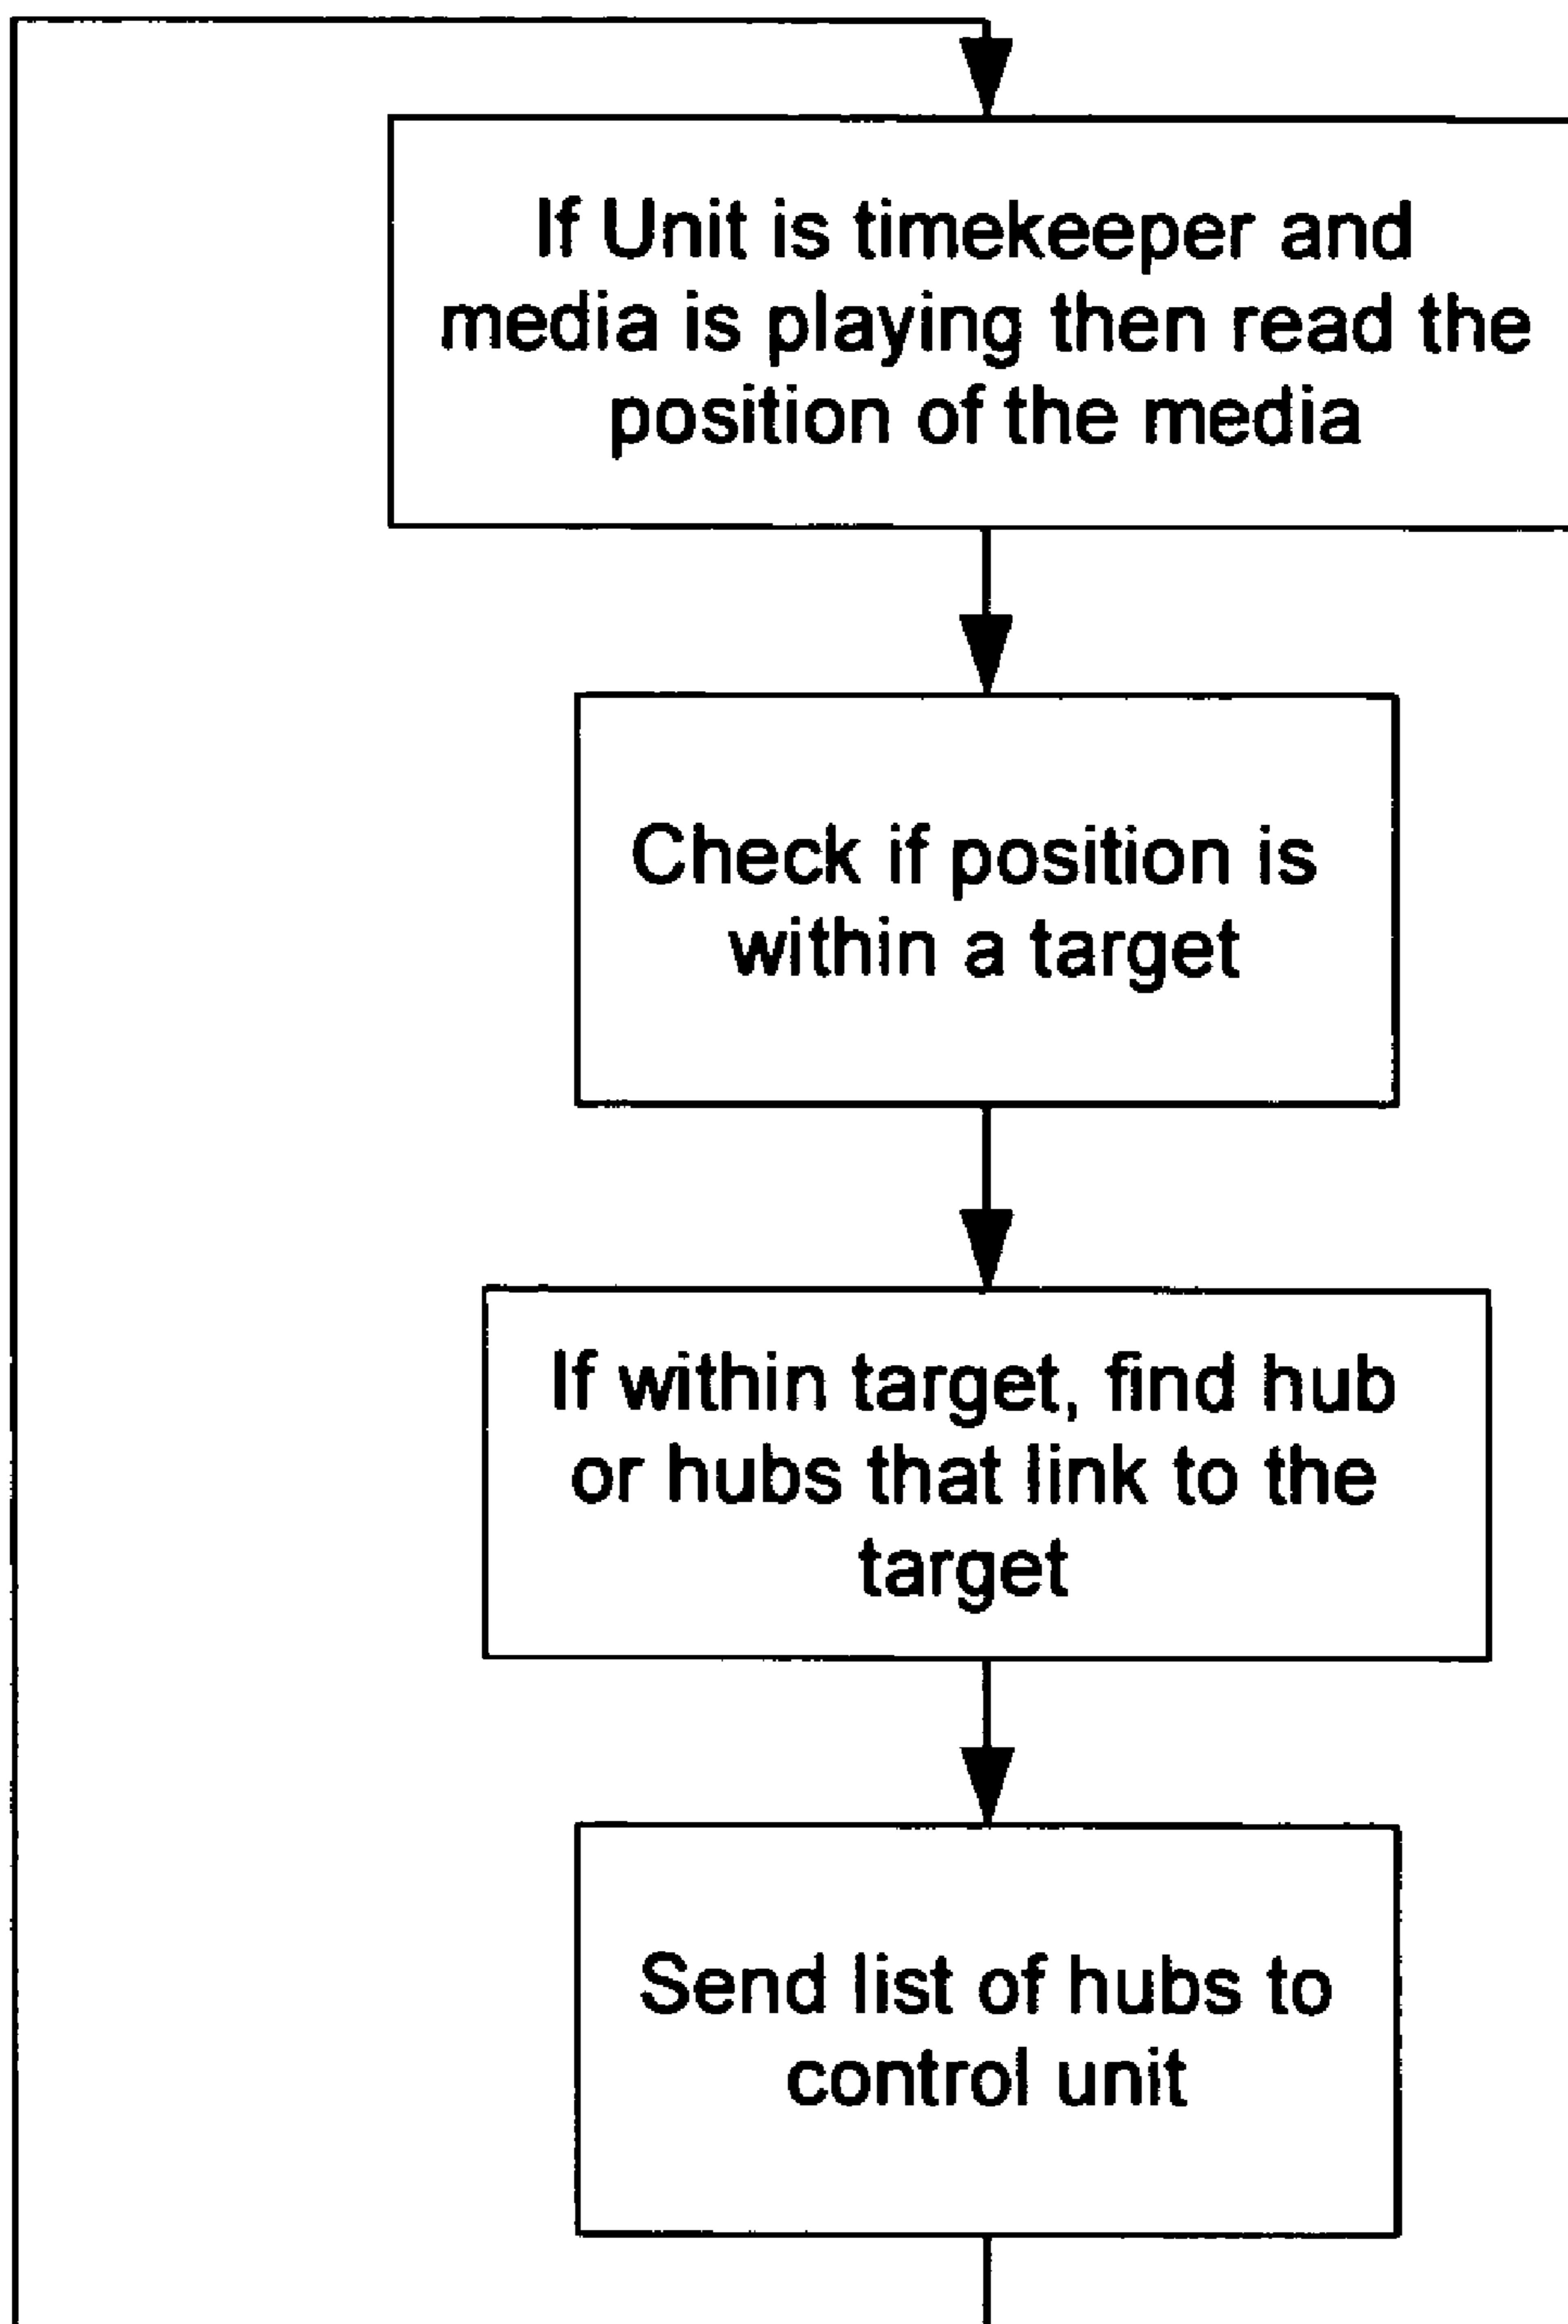 If Unit is timekeeper and
media is playing then read the
position of the media
Check if position is
within a target
If within target, find hub
or hubs that link to the
target
Send list of hubs to
control unit